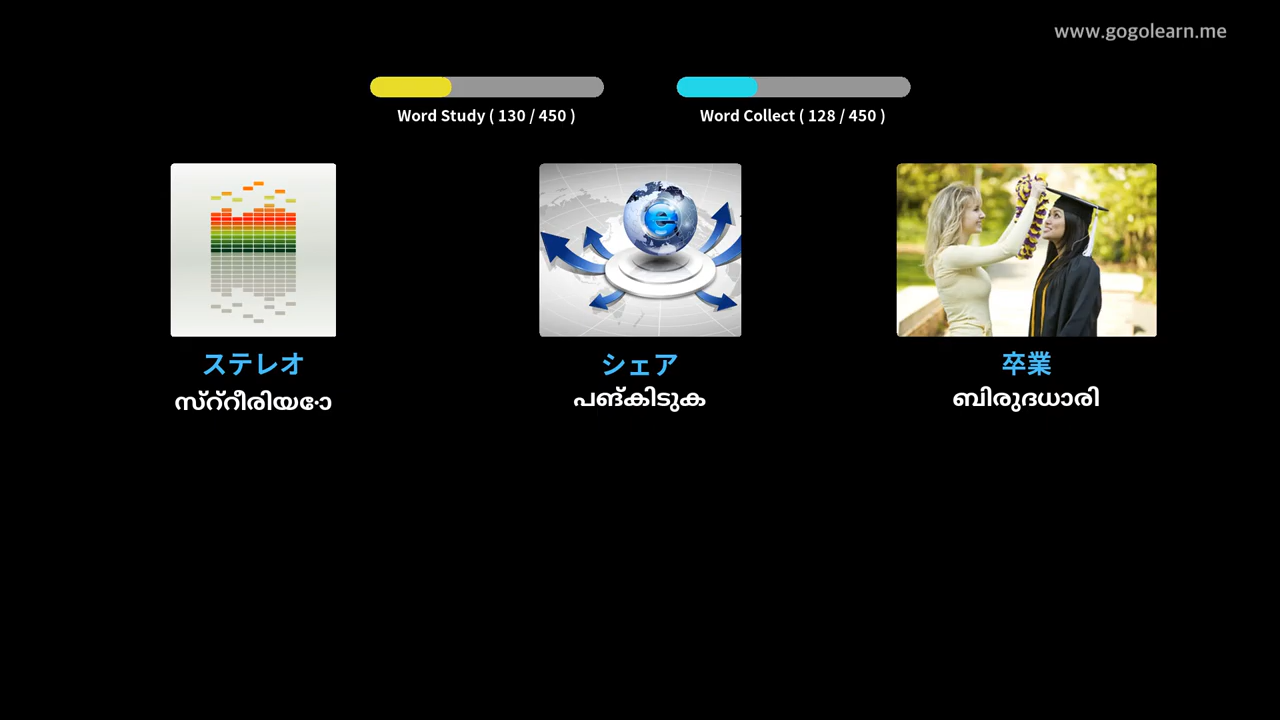 www.gogolearn.me
Word Study ( 130 / 450 )
Word Collect ( 128 / 450 )
ステレオ
シェア
卒業
സ്റ്റീരിയോ
പങ്കിടുക
ബിരുദധാരി